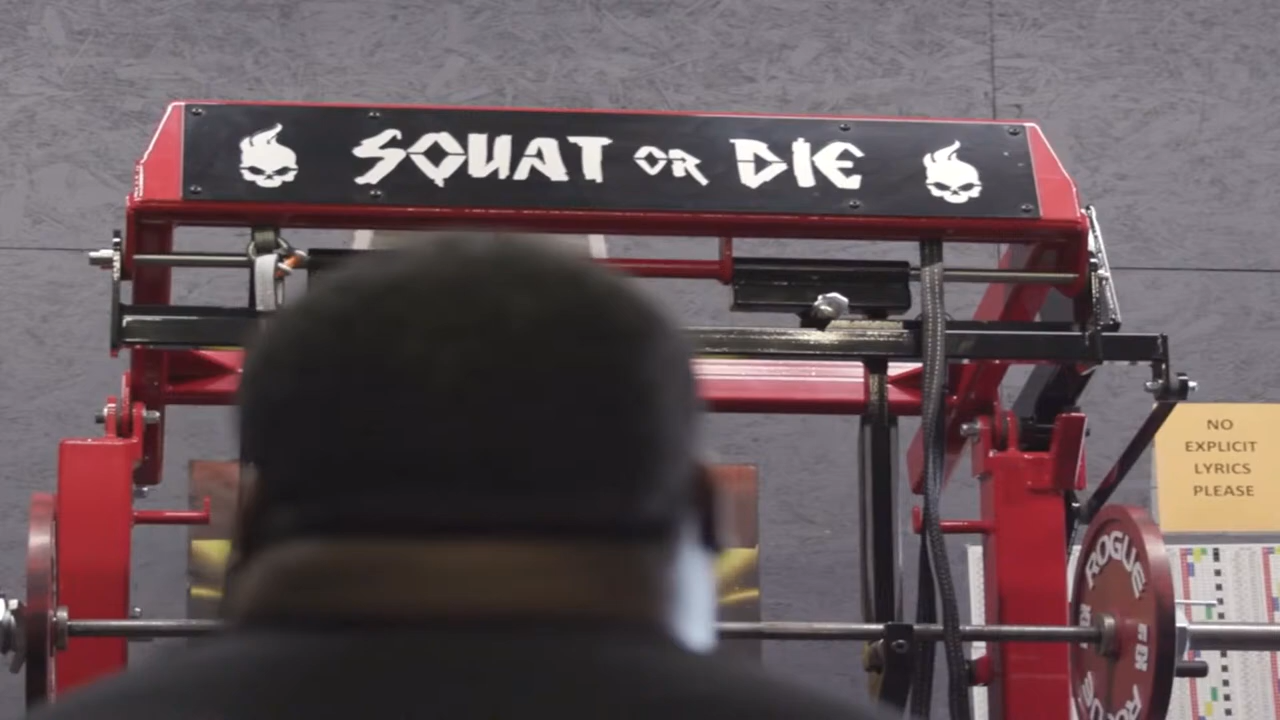 SQUAT OR DIE
NO
EXPLICIT
LYRICS
PLEASE
ROGUE